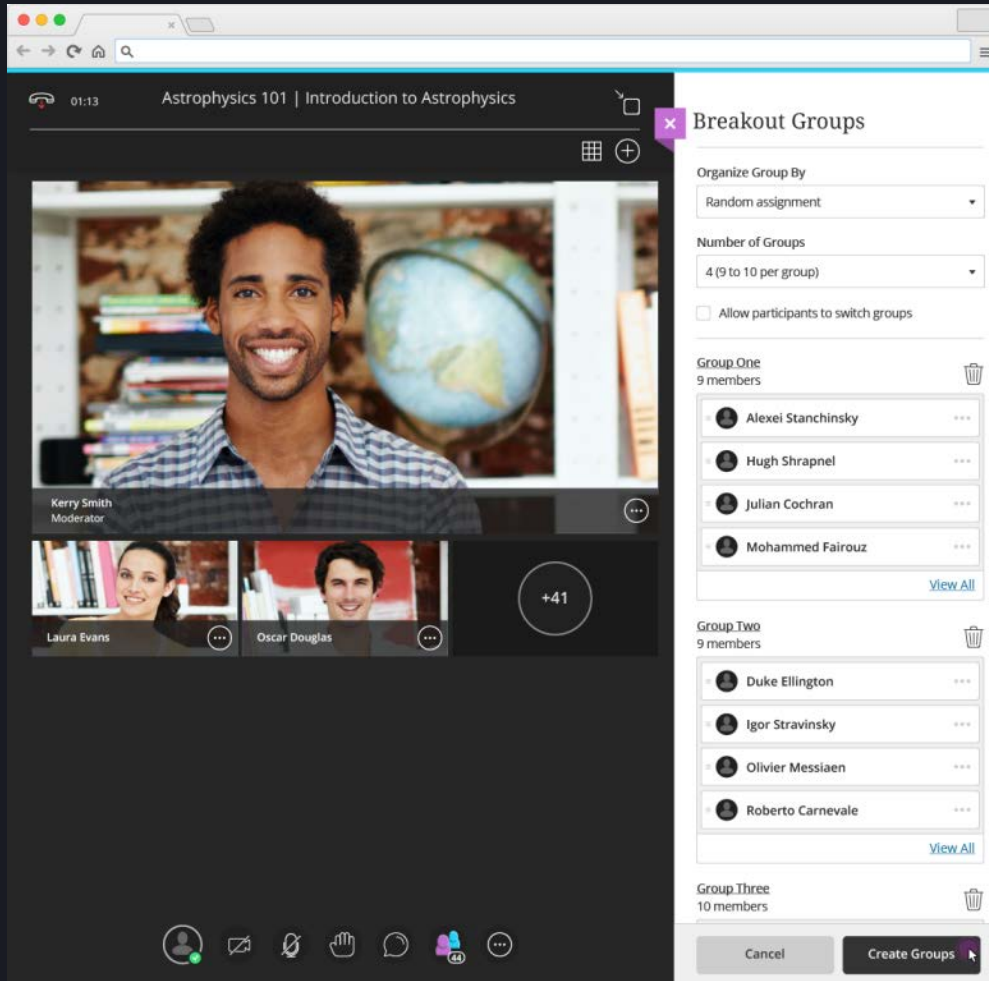 01:13
Astrophysics 101 | Introduction to Astrophysics
Kerry Smith
Moderator
Laura Evans
Oscar Douglas
+41
44
Breakout Groups
Organize Group By
Random assignment
Number of Groups
4 (9 to 10 per group)
Allow participants to switch groups
Group One
9 members
Alexei Stanchinsky
Hugh Shrapnel
Julian Cochran
Mohammed Fairouz
View All
Group Two
9 members
Duke Ellington
Igor Stravinsky
Olivier Messiaen
Roberto Carnevale
View All
Group Three
10 members
Cancel
Create Groups